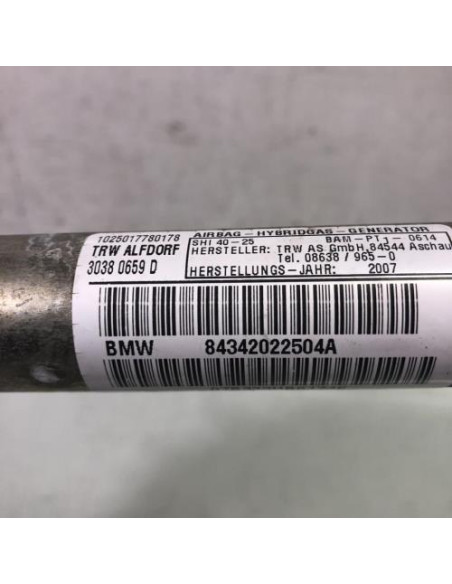 1025017780178
TRW ALFDORF
3038 0659 D
AIRBAG - HYBRIDGAS - GENERATOR
SHI 40-25 BAM-PT1-0614
HERSTELLER: TRW AS GmbH, 84544 Aschau
Tel. 08638 / 965-0
HERSTELLUNGS-JAHR: 2007
BMW 84342022504A